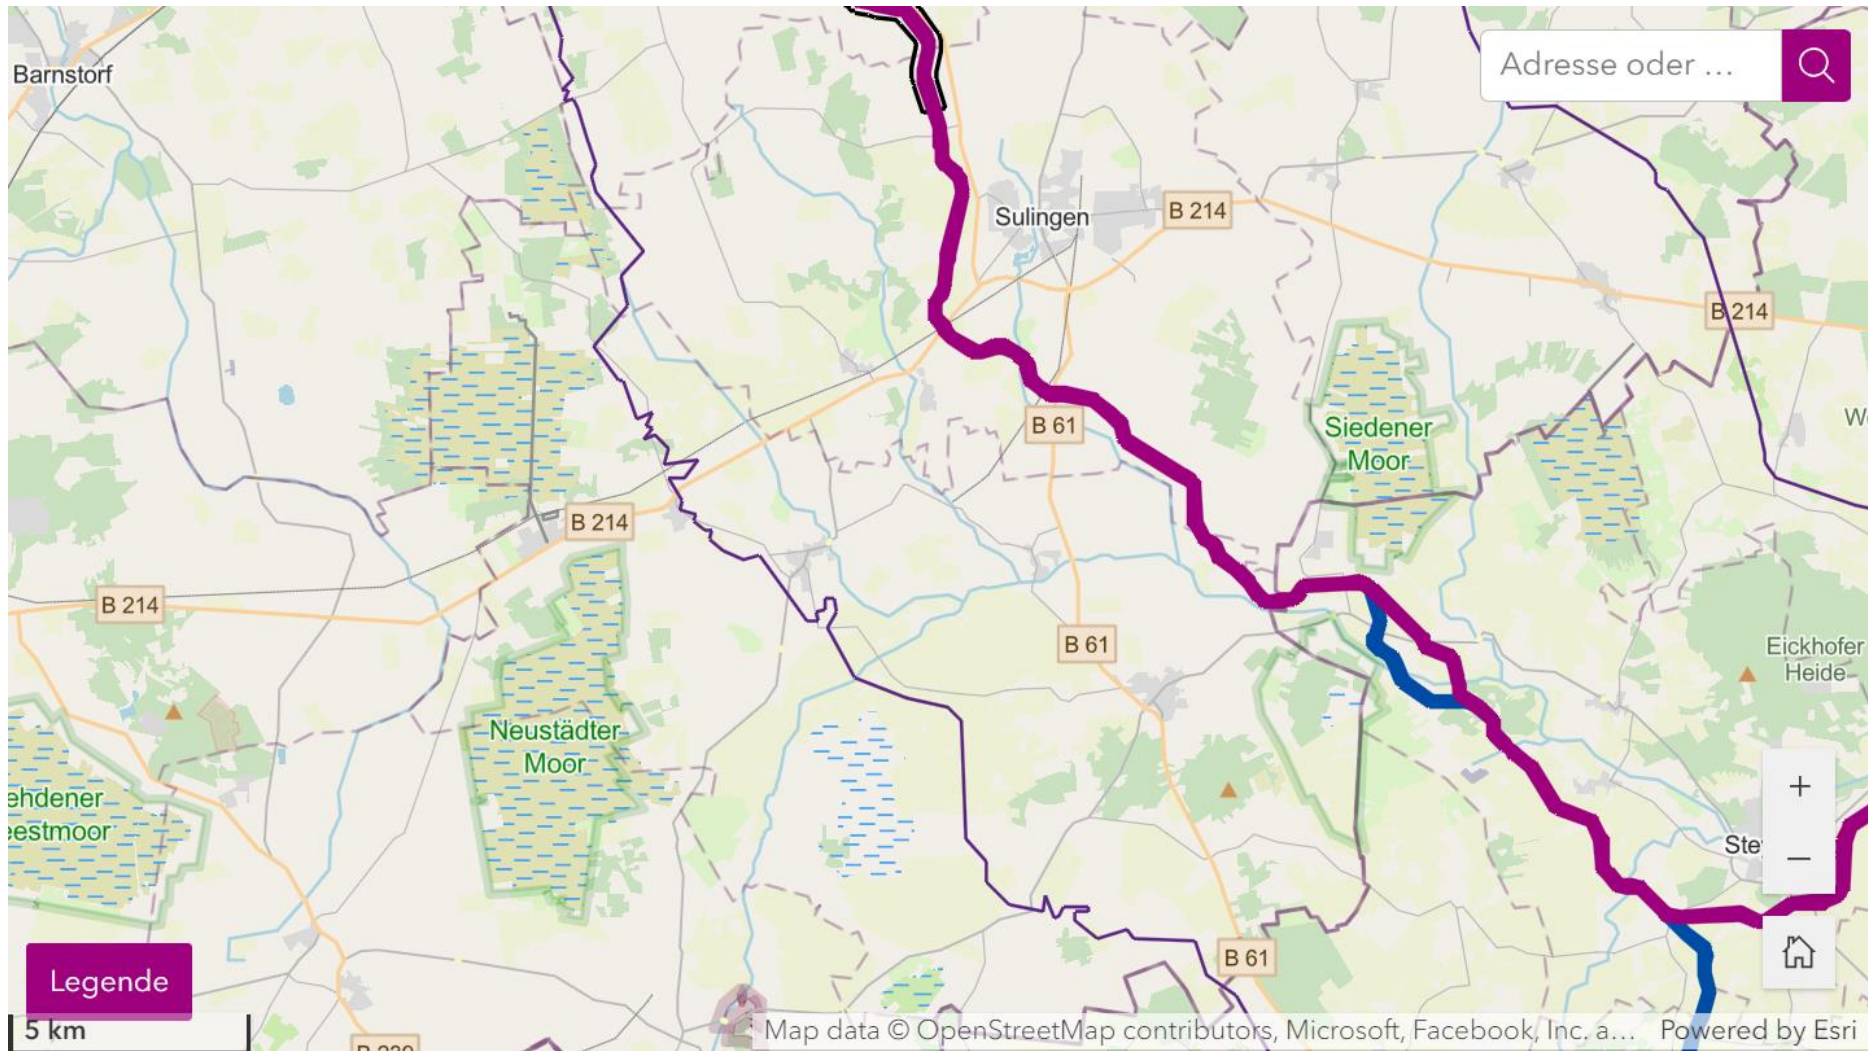 Barnstorf
Adresse oder ...
Sulingen
B 214
B 214
Siedener
Moor
B 61
B 214
B 214
B 61
Eickhofer
Heide
Neustädter
Moor
ehdener
eestmoor
Ste
B 61
Legende
5 km
Map data © OpenStreetMap contributors, Microsoft, Facebook, Inc. a...
Powered by Esri